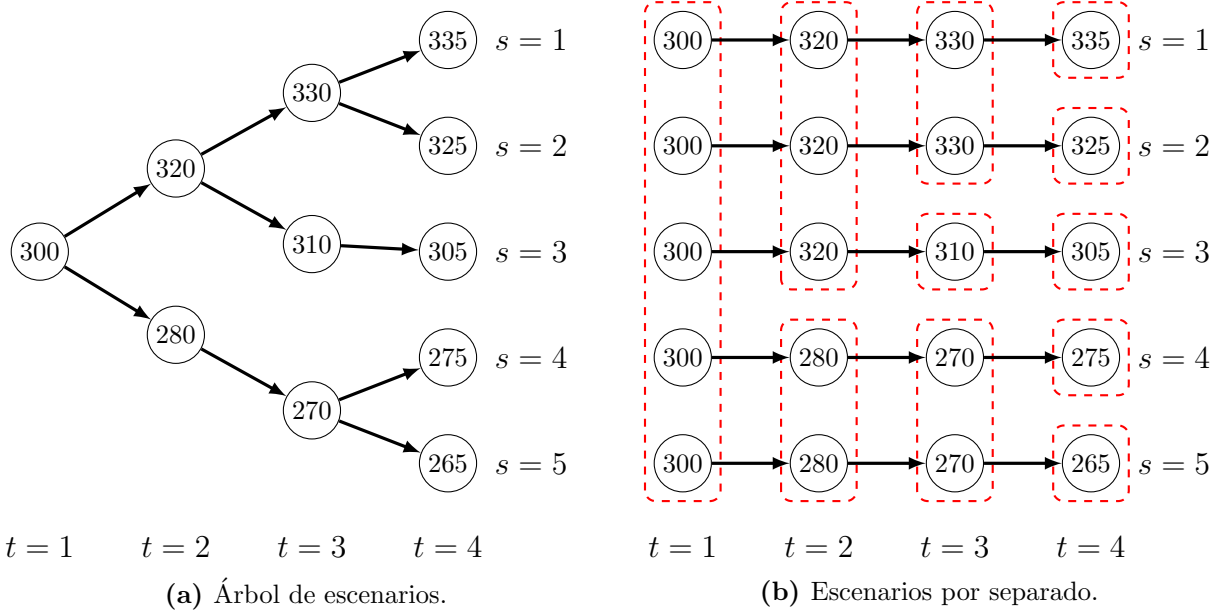 335 s = 1
330
325 s = 2
320
310 305 s = 3
300
280
275 s = 4
270
265 s = 5
t = 1 t = 2 t = 3 t = 4
(a) Árbol de escenarios.
300 320 330 335 s = 1
300 320 330 325 s = 2
300 320 310 305 s = 3
300 280 270 275 s = 4
300 280 270 265 s = 5
t = 1 t = 2 t = 3 t = 4
(b) Escenarios por separado.